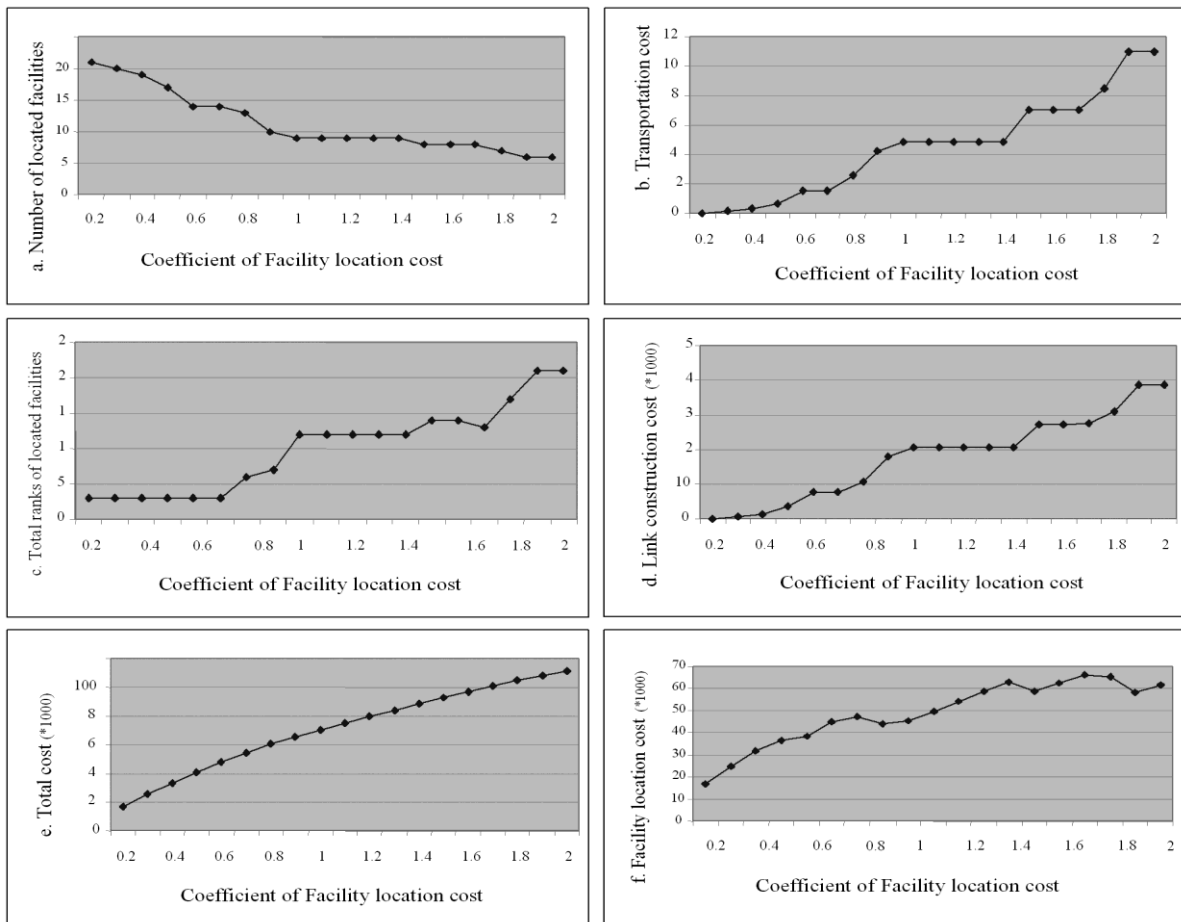 a. Number of located facilities
20
15
10
5
0
0.2 0.4 0.6 0.8 1 1.2 1.4 1.6 1.8 2
Coefficient of Facility location cost
b. Transportation cost
12
10
8
6
4
2
0
0.2 0.4 0.6 0.8 1 1.2 1.4 1.6 1.8 2
Coefficient of Facility location cost
c. Total ranks of located facilities
2
2
1
1
5
0
0.2 0.4 0.6 0.8 1 1.2 1.4 1.6 1.8 2
Coefficient of Facility location cost
d. Link construction cost (*1000)
5
4
3
2
10
0
0.2 0.4 0.6 0.8 1 1.2 1.4 1.6 1.8 2
Coefficient of Facility location cost
e. Total cost (*1000)
100
8
6
4
2
0
0.2 0.4 0.6 0.8 1 1.2 1.4 1.6 1.8 2
Coefficient of Facility location cost
f. Facility location cost (*1000)
70
60
50
40
30
20
10
0
0.2 0.4 0.6 0.8 1 1.2 1.4 1.6 1.8 2
Coefficient of Facility location cost